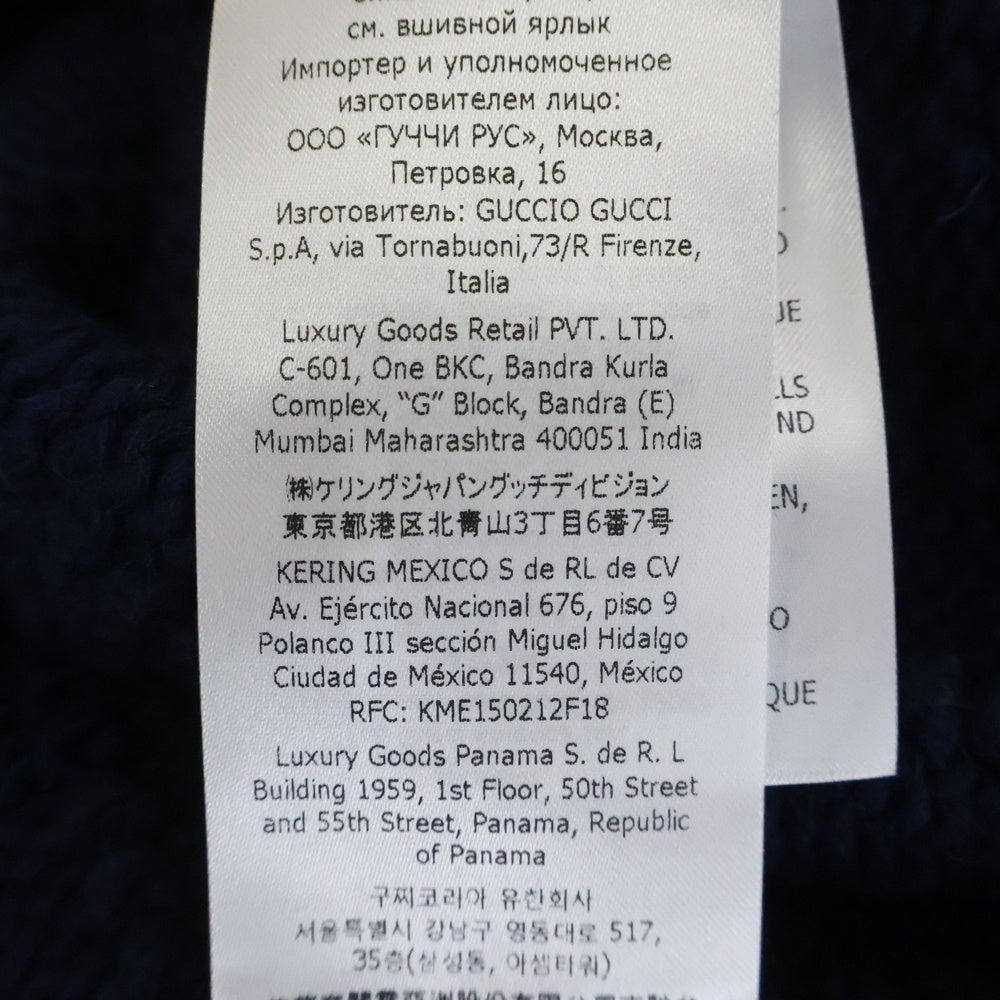 см. вшивной ярлык
Импортер и уполномоченное
изготовителем лицо:
ООО «ГУЧЧИ РУС», Москва,
Петровка, 16
Изготовитель: GUCCIO GUCCI
S.p.A, via Tornabuoni,73/R Firenze,
Italia
Luxury Goods Retail PVT. LTD.
C-601, One BKC, Bandra Kurla
Complex, “G” Block, Bandra (E)
Mumbai Maharashtra 400051 India
㈱ケリングジャパングッチディビジョン
東京都港区北青山3丁目6番7号
KERING MEXICO S de RL de CV
Av. Ejército Nacional 676, piso 9
Polanco III sección Miguel Hidalgo
Ciudad de México 11540, México
RFC: KME150212F18
Luxury Goods Panama S. de R. L
Building 1959, 1st Floor, 50th Street
and 55th Street, Panama, Republic
of Panama
구찌코리아 유한회사
서울특별시 강남구 영동대로 517,
35층(삼성동, 아셈타워)